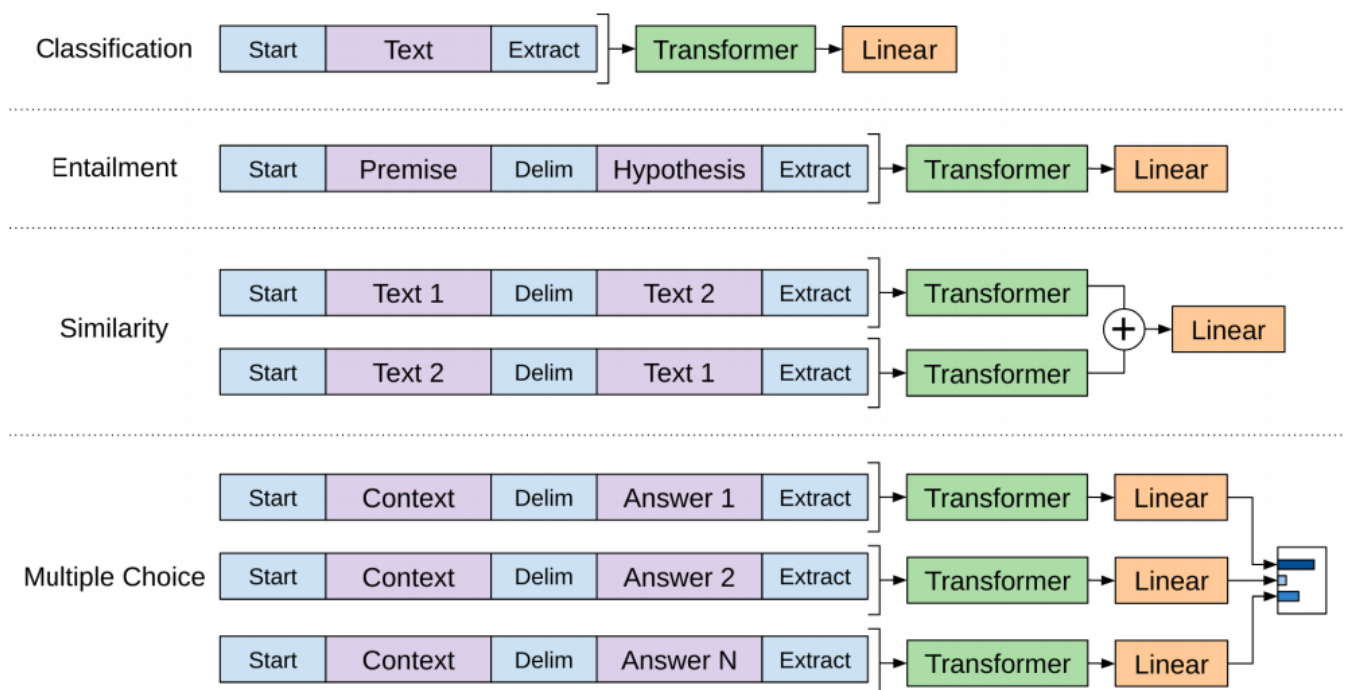 Classification Start Text Extract Transformer Linear
Entailment Start Premise Delim Hypothesis Extract Transformer Linear
Start Text 1 Delim Text 2 Extract Transformer
Similarity + Linear
Start Text 2 Delim Text 1 Extract Transformer
Start Context Delim Answer 1 Extract Transformer Linear
Multiple Choice Start Context Delim Answer 2 Extract Transformer Linear
Start Context Delim Answer N Extract Transformer Linear